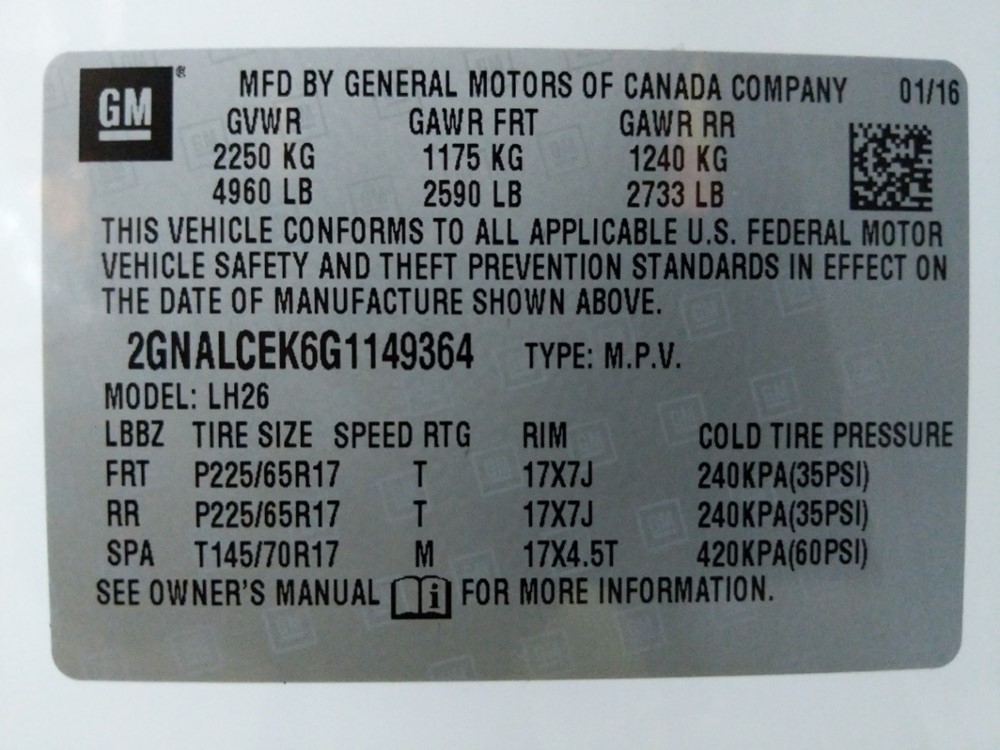 GM ® MFD BY GENERAL MOTORS OF CANADA COMPANY 01/16
GVWR GAWR FRT GAWR RR
2250 KG 1175 KG 1240 KG
4960 LB 2590 LB 2733 LB
THIS VEHICLE CONFORMS TO ALL APPLICABLE U.S. FEDERAL MOTOR
VEHICLE SAFETY AND THEFT PREVENTION STANDARDS IN EFFECT ON
THE DATE OF MANUFACTURE SHOWN ABOVE.
2GNALCEK6G1149364 TYPE: M.P.V.
MODEL: LH26
LBBZ TIRE SIZE SPEED RTG RIM COLD TIRE PRESSURE
FRT P225/65R17 T 17X7J 240KPA(35PSI)
RR P225/65R17 T 17X7J 240KPA(35PSI)
SPA T145/70R17 M 17X4.5T 420KPA(60PSI)
SEE OWNER'S MANUAL i FOR MORE INFORMATION.